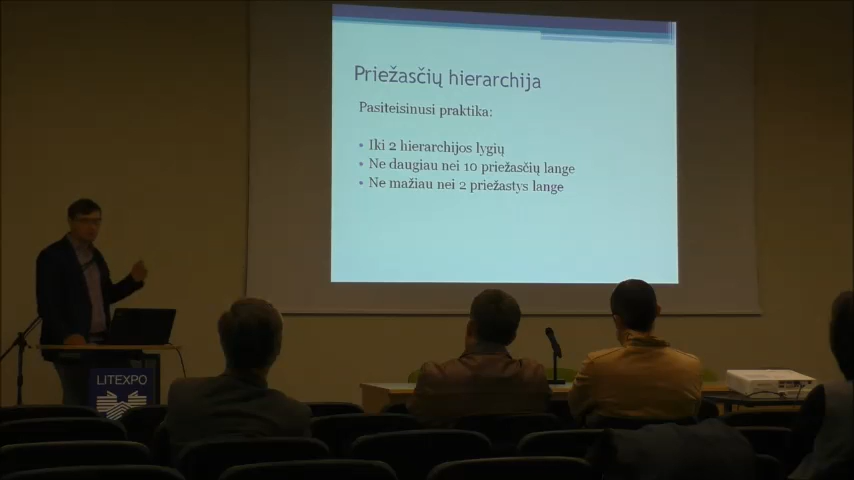 Priežasčių hierarchija
Pasiteisinusi praktika:
• Iki 2 hierarchijos lygių
• Ne daugiau nei 10 priežasčių lange
• Ne mažiau nei 2 priežastys lange
LITEXPO